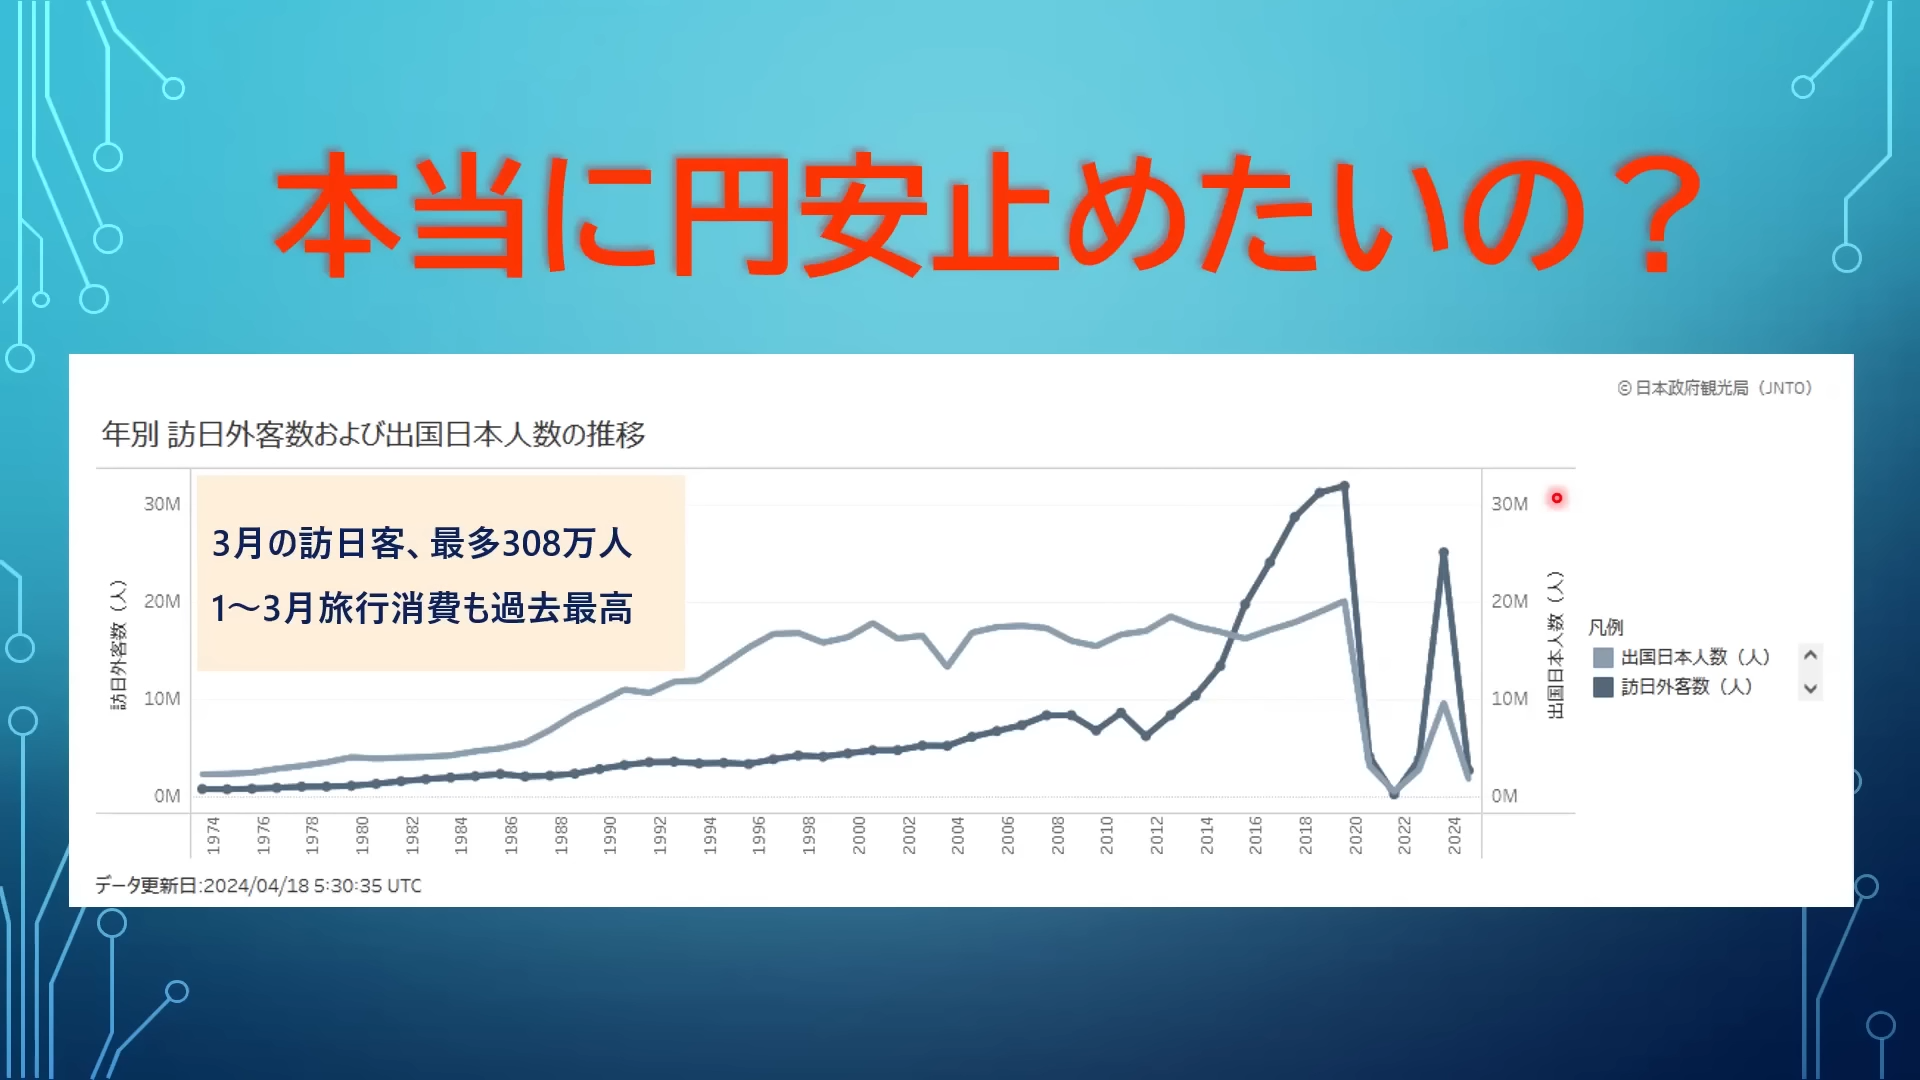 本当に円安止めたいの？
© 日本政府観光局（JNTO）
年別 訪日外客数および出国日本人数の推移
3月の訪日客、最多308万人
1～3月旅行消費も過去最高
訪日外客数（人）
30M
20M
10M
0M
30M
20M
10M
0M
出国日本人数（人）
凡例
出国日本人数（人）
訪日外客数（人）
1974 1976 1978 1980 1982 1984 1986 1988 1990 1992 1994 1996 1998 2000 2002 2004 2006 2008 2010 2012 2014 2016 2018 2020 2022 2024
データ更新日:2024/04/18 5:30:35 UTC